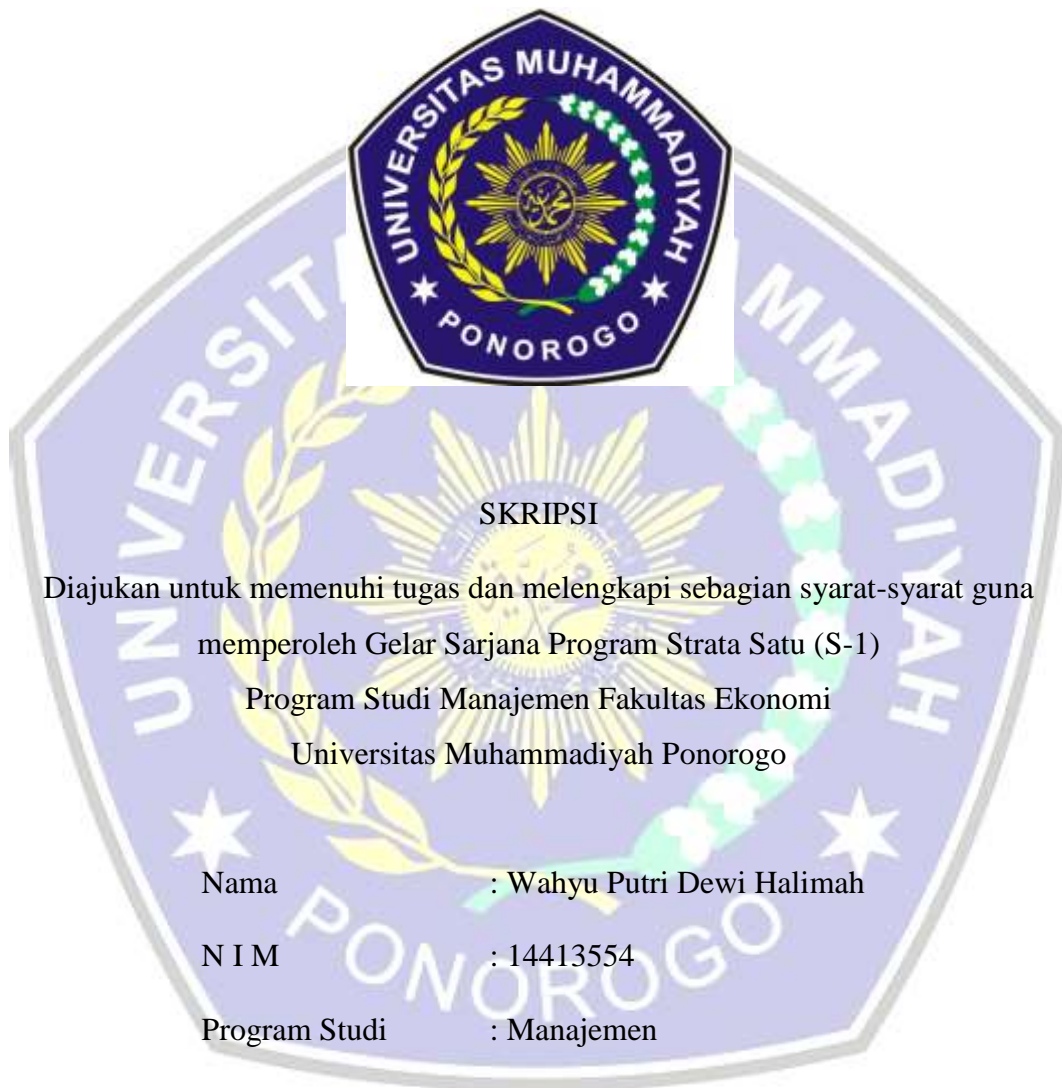 UNIVERSITAS MUHAMMADIYAH
PONOROGO
SKRIPSI
Diajukan untuk memenuhi tugas dan melengkapi sebagian syarat-syarat guna
memperoleh Gelar Sarjana Program Strata Satu (S-1)
Program Studi Manajemen Fakultas Ekonomi
Universitas Muhammadiyah Ponorogo
Nama : Wahyu Putri Dewi Halimah
N I M : 14413554
Program Studi : Manajemen